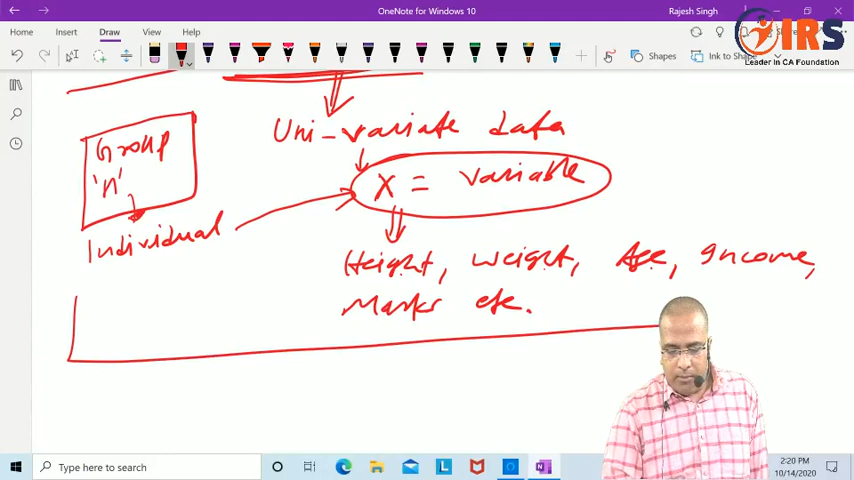 OneNote for Windows 10
Rajesh Singh
IRS
Leader in CA Foundation
Home Insert Draw View Help
Shapes Ink to Shape
Uni-variate data
Group
'n'
X = variable
Individual
Height, Weight, Age, Income,
Marks etc.
Type here to search
2:20 PM
10/14/2020